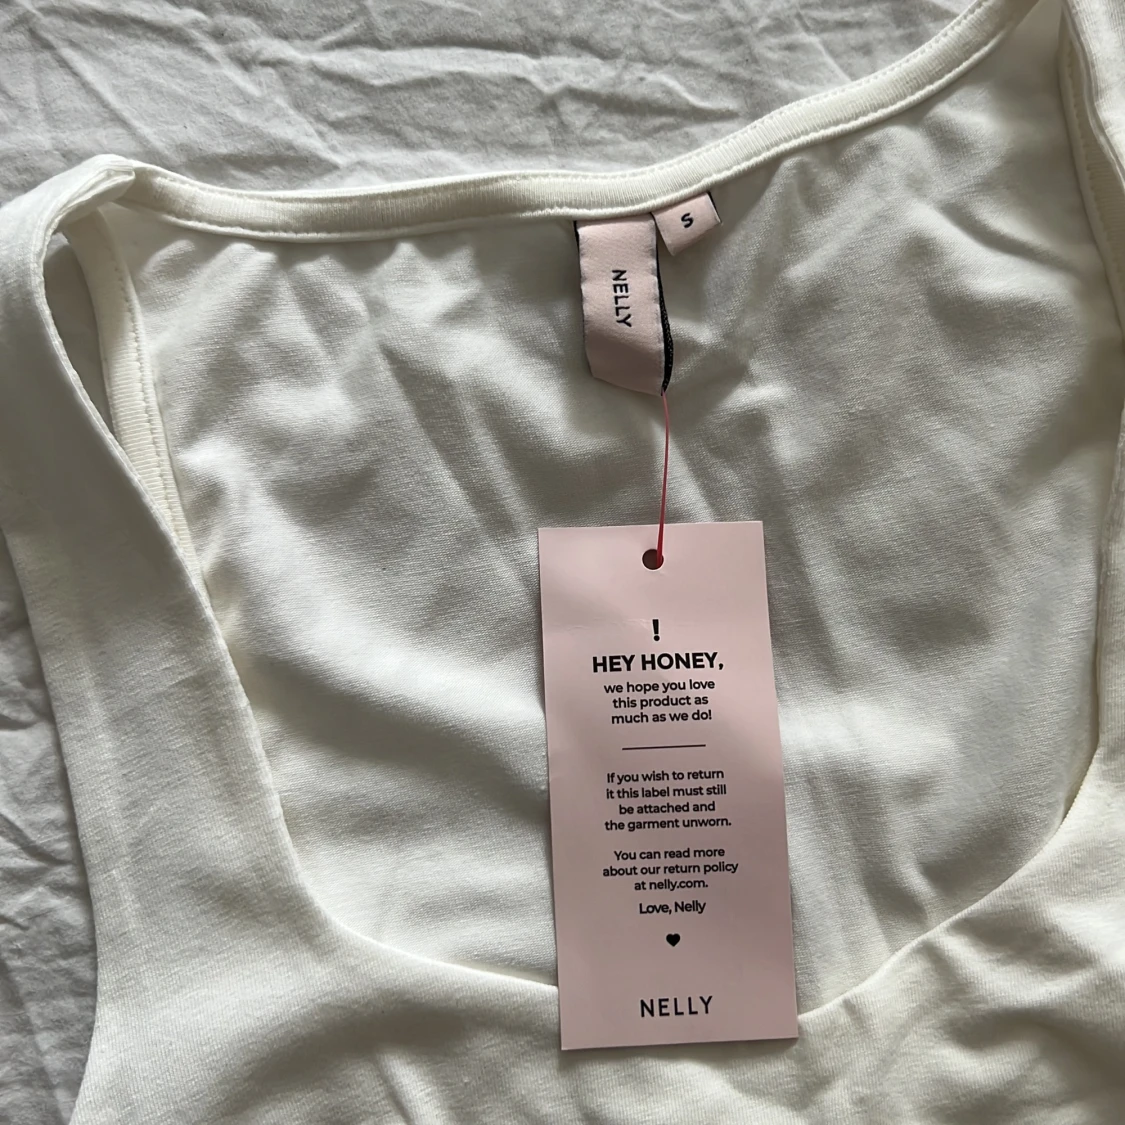 S
NELLY
!
HEY HONEY,
we hope you love
this product as
much as we do!
If you wish to return
it this label must still
be attached and
the garment unworn.
You can read more
about our return policy
at nelly.com.
Love, Nelly
NELLY